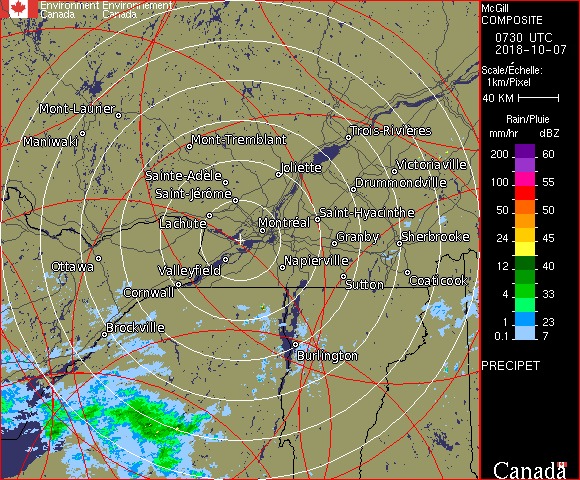 Environment Environnement
Canada Canada
McGill
COMPOSITE
0730 UTC
2018-10-07
Scale/Échelle:
1km/Pixel
40 KM
Rain/Pluie
mm/hr dBZ
200 60
150 55
100 55
50 50
24 45
12 40
4 33
1 23
0.1 7
PRECIPET
Canada
Mont-Laurier
Maniwaki
Mont-Tremblant
Trois-Rivières
Joliette
Victoriaville
Sainte-Adèle
Drummondville
Saint-Jérôme
Lachute
Saint-Hyacinthe
Montréal
Granby
Sherbrooke
Ottawa
Valleyfield
Napierville
Cornwall
Sutton
Coaticook
Brockville
Burlington